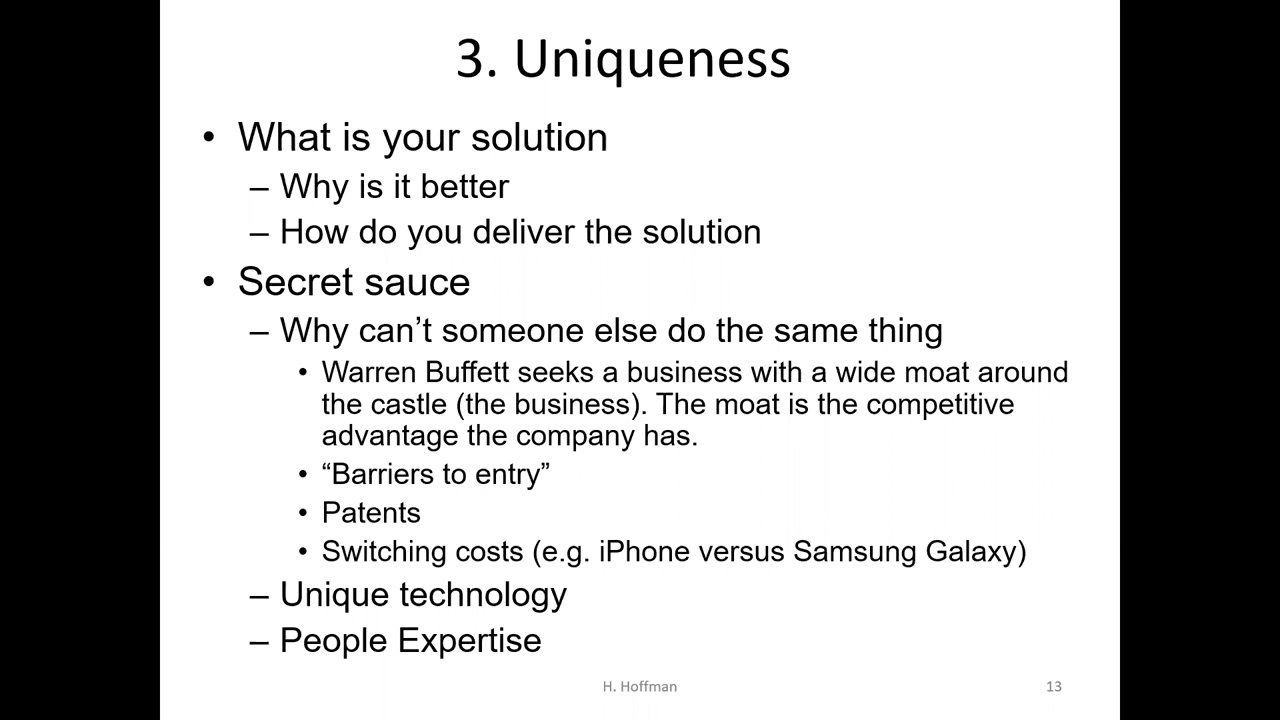 3. Uniqueness
• What is your solution
– Why is it better
– How do you deliver the solution
• Secret sauce
– Why can’t someone else do the same thing
• Warren Buffett seeks a business with a wide moat around
the castle (the business). The moat is the competitive
advantage the company has.
• “Barriers to entry”
• Patents
• Switching costs (e.g. iPhone versus Samsung Galaxy)
– Unique technology
– People Expertise
H. Hoffman
13